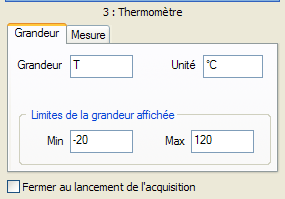 3 : Thermomètre
Grandeur Mesure
Grandeur T Unité °C
Limites de la grandeur affichée
Min -20 Max 120
Fermer au lancement de l'acquisition